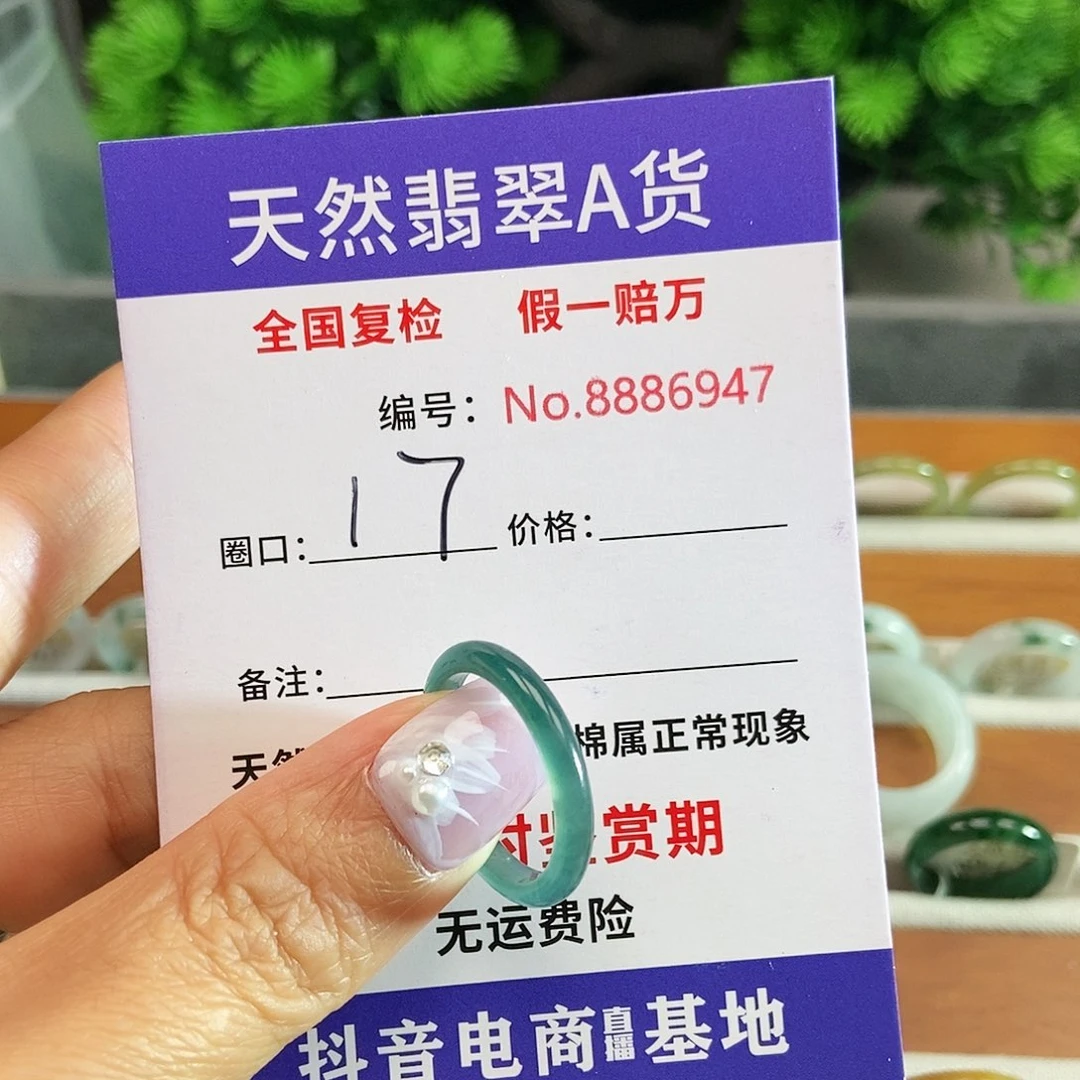 天然翡翠A货
全国复检 假一赔万
编号：No.8886947
圈口：17 价格：
备注：
天然 棉属正常现象
赏期
无运费险
抖音电商直播基地